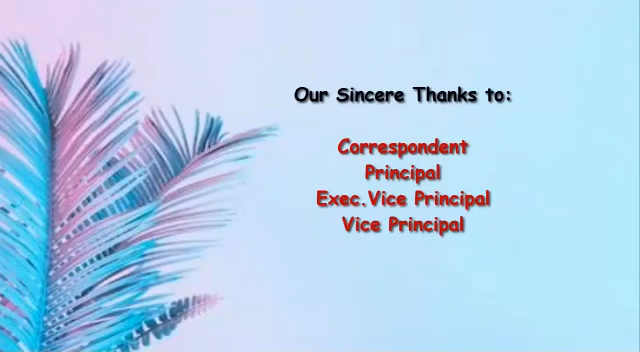 Our Sincere Thanks to:
Correspondent
Principal
Exec.Vice Principal
Vice Principal